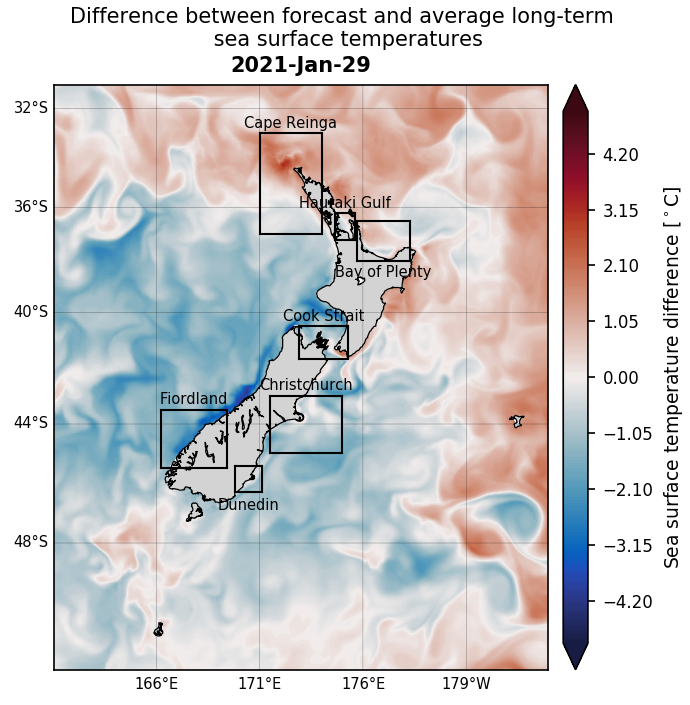 Difference between forecast and average long-term
sea surface temperatures
2021-Jan-29
32°S
36°S
40°S
44°S
48°S
Cape Reinga
Hauraki Gulf
Bay of Plenty
Cook Strait
Christchurch
Fiordland
Dunedin
166°E
171°E
176°E
179°W
4.20
3.15
2.10
1.05
0.00
−1.05
−2.10
−3.15
−4.20
Sea surface temperature difference [°C]